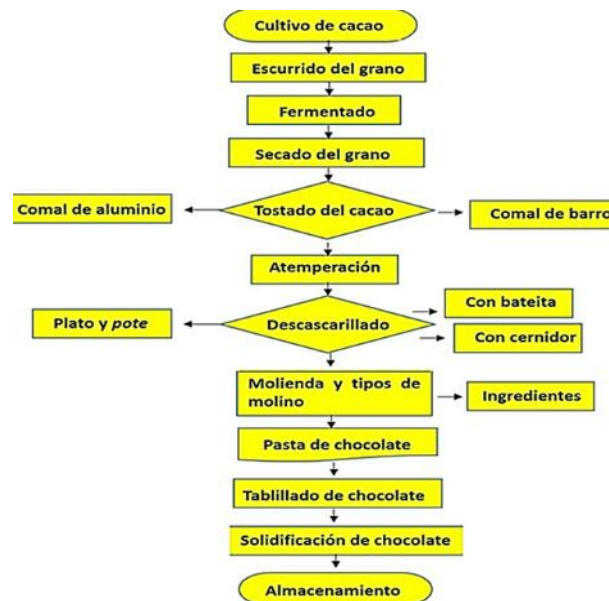 Cultivo de cacao
Escurrido del grano
Fermentado
Secado del grano
Comal de aluminio
Tostado del cacao
Comal de barro
Atemperación
Con bateita
Plato y pote
Descascarillado
Con cernidor
Molienda y tipos de
molino
Ingredientes
Pasta de chocolate
Tablillado de chocolate
Solidificación de chocolate
Almacenamiento